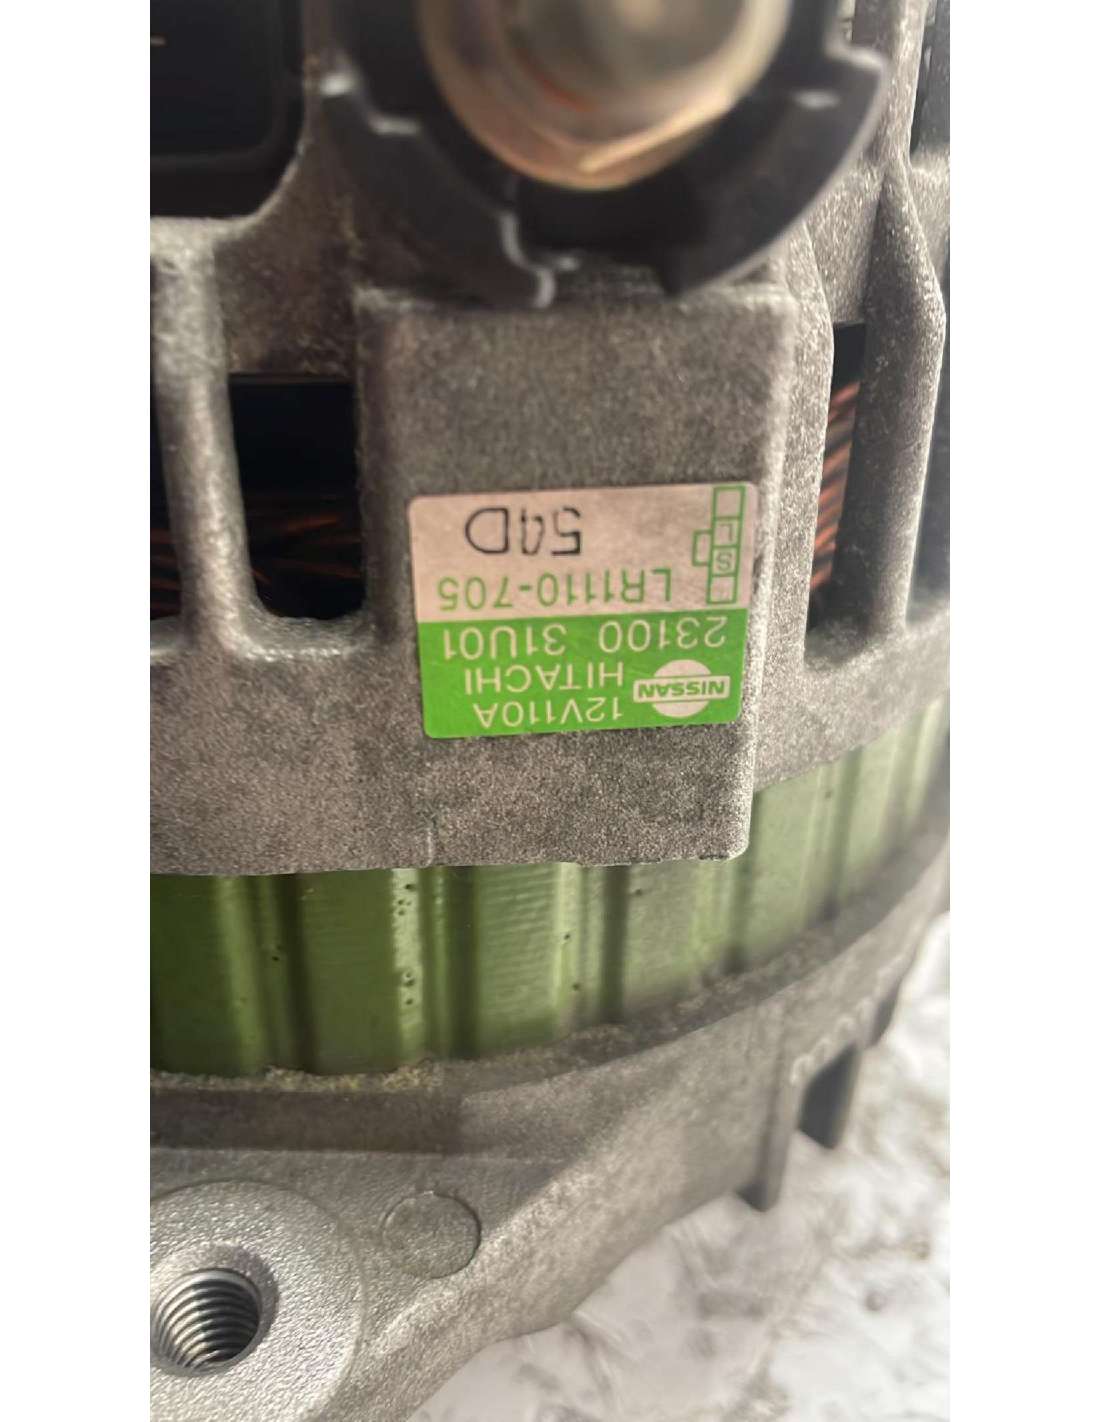 12V110A
NISSAN HITACHI
23100 31U01
LR1110-705
S L
54D